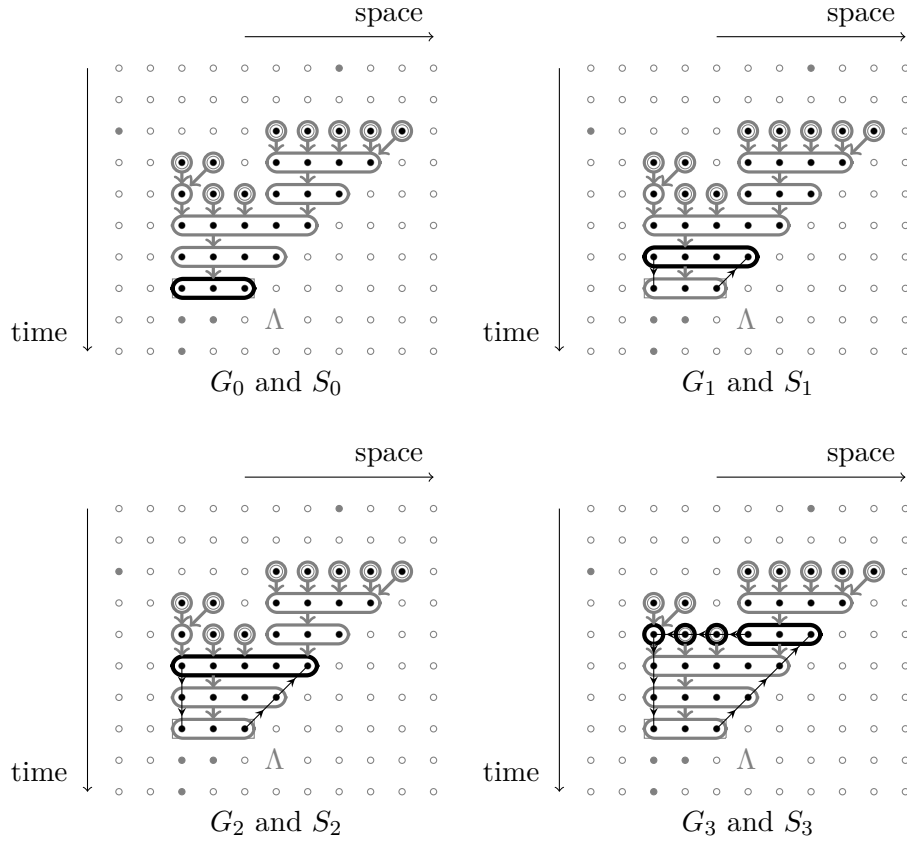 space
space
Λ
Λ
time
time
G₀ and S₀
G₁ and S₁
space
space
Λ
Λ
time
time
G₂ and S₂
G₃ and S₃